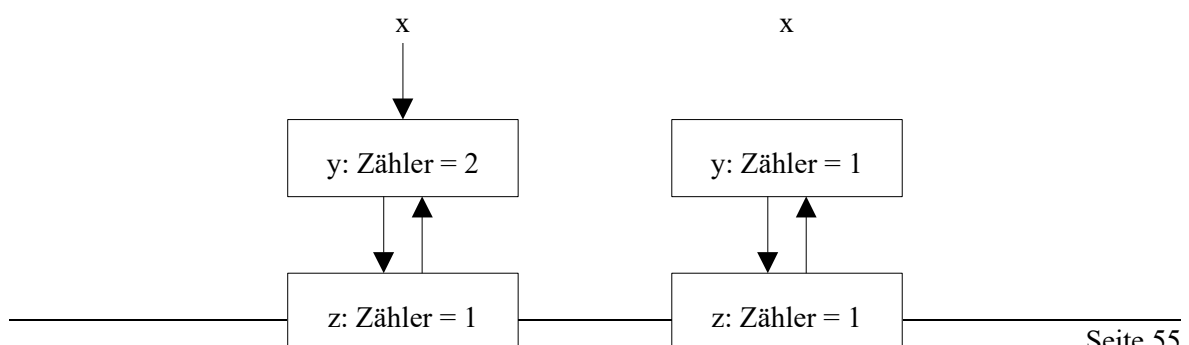 x x
y: Zähler = 2 y: Zähler = 1
z: Zähler = 1 z: Zähler = 1
Seite 55